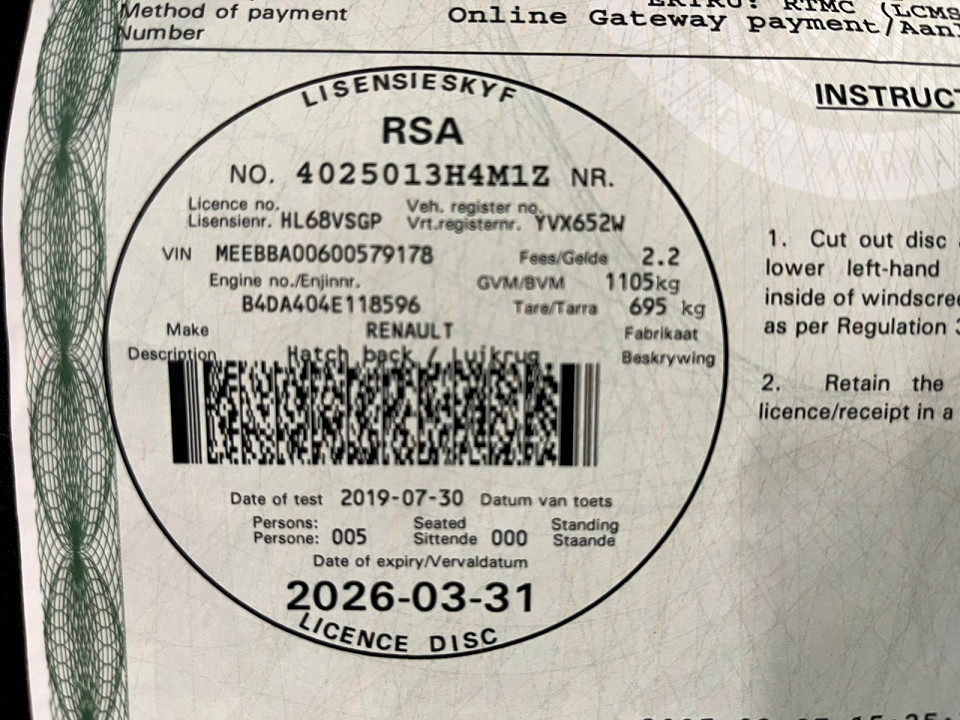 Method of payment
Number
RTMC (LCMS
Online Gateway payment/Aan
LISENSIESKYF
RSA
NO. 4025013H4M1Z NR.
Licence no. Veh. register no.
Lisensienr. HL68VSGP Vrt.registernr. YVX652W
VIN MEEBBA00600579178 Fees/Gelde 2.2
Engine no./Enjinnr. GVM/BVM 1105kg
B4DA404E118596 Tare/Tarra 695 kg
Make RENAULT Fabrikaat
Description Hatch back / Luikrug Beskrywing
Date of test 2019-07-30 Datum van toets
Persons: Seated Standing
Persone: 005 Sittende 000 Staande
Date of expiry/Vervaldatum
2026-03-31
LICENCE DISC
INSTRUCT
1. Cut out disc
lower left-hand
inside of windscree
as per Regulation 3
2. Retain the
licence/receipt in a